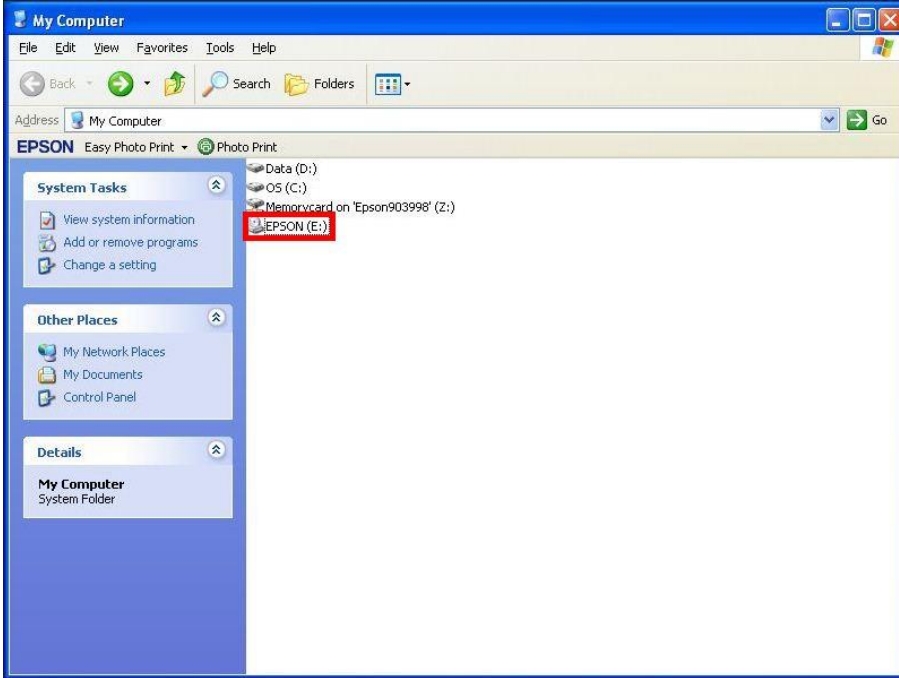 My Computer
File Edit View Favorites Tools Help
Back Search Folders
Address My Computer Go
EPSON Easy Photo Print Photo Print
System Tasks
View system information
Add or remove programs
Change a setting
Other Places
My Network Places
My Documents
Control Panel
Details
My Computer
System Folder
Data (D:)
OS (C:)
Memorycard on 'Epson903998' (Z:)
EPSON (E:)